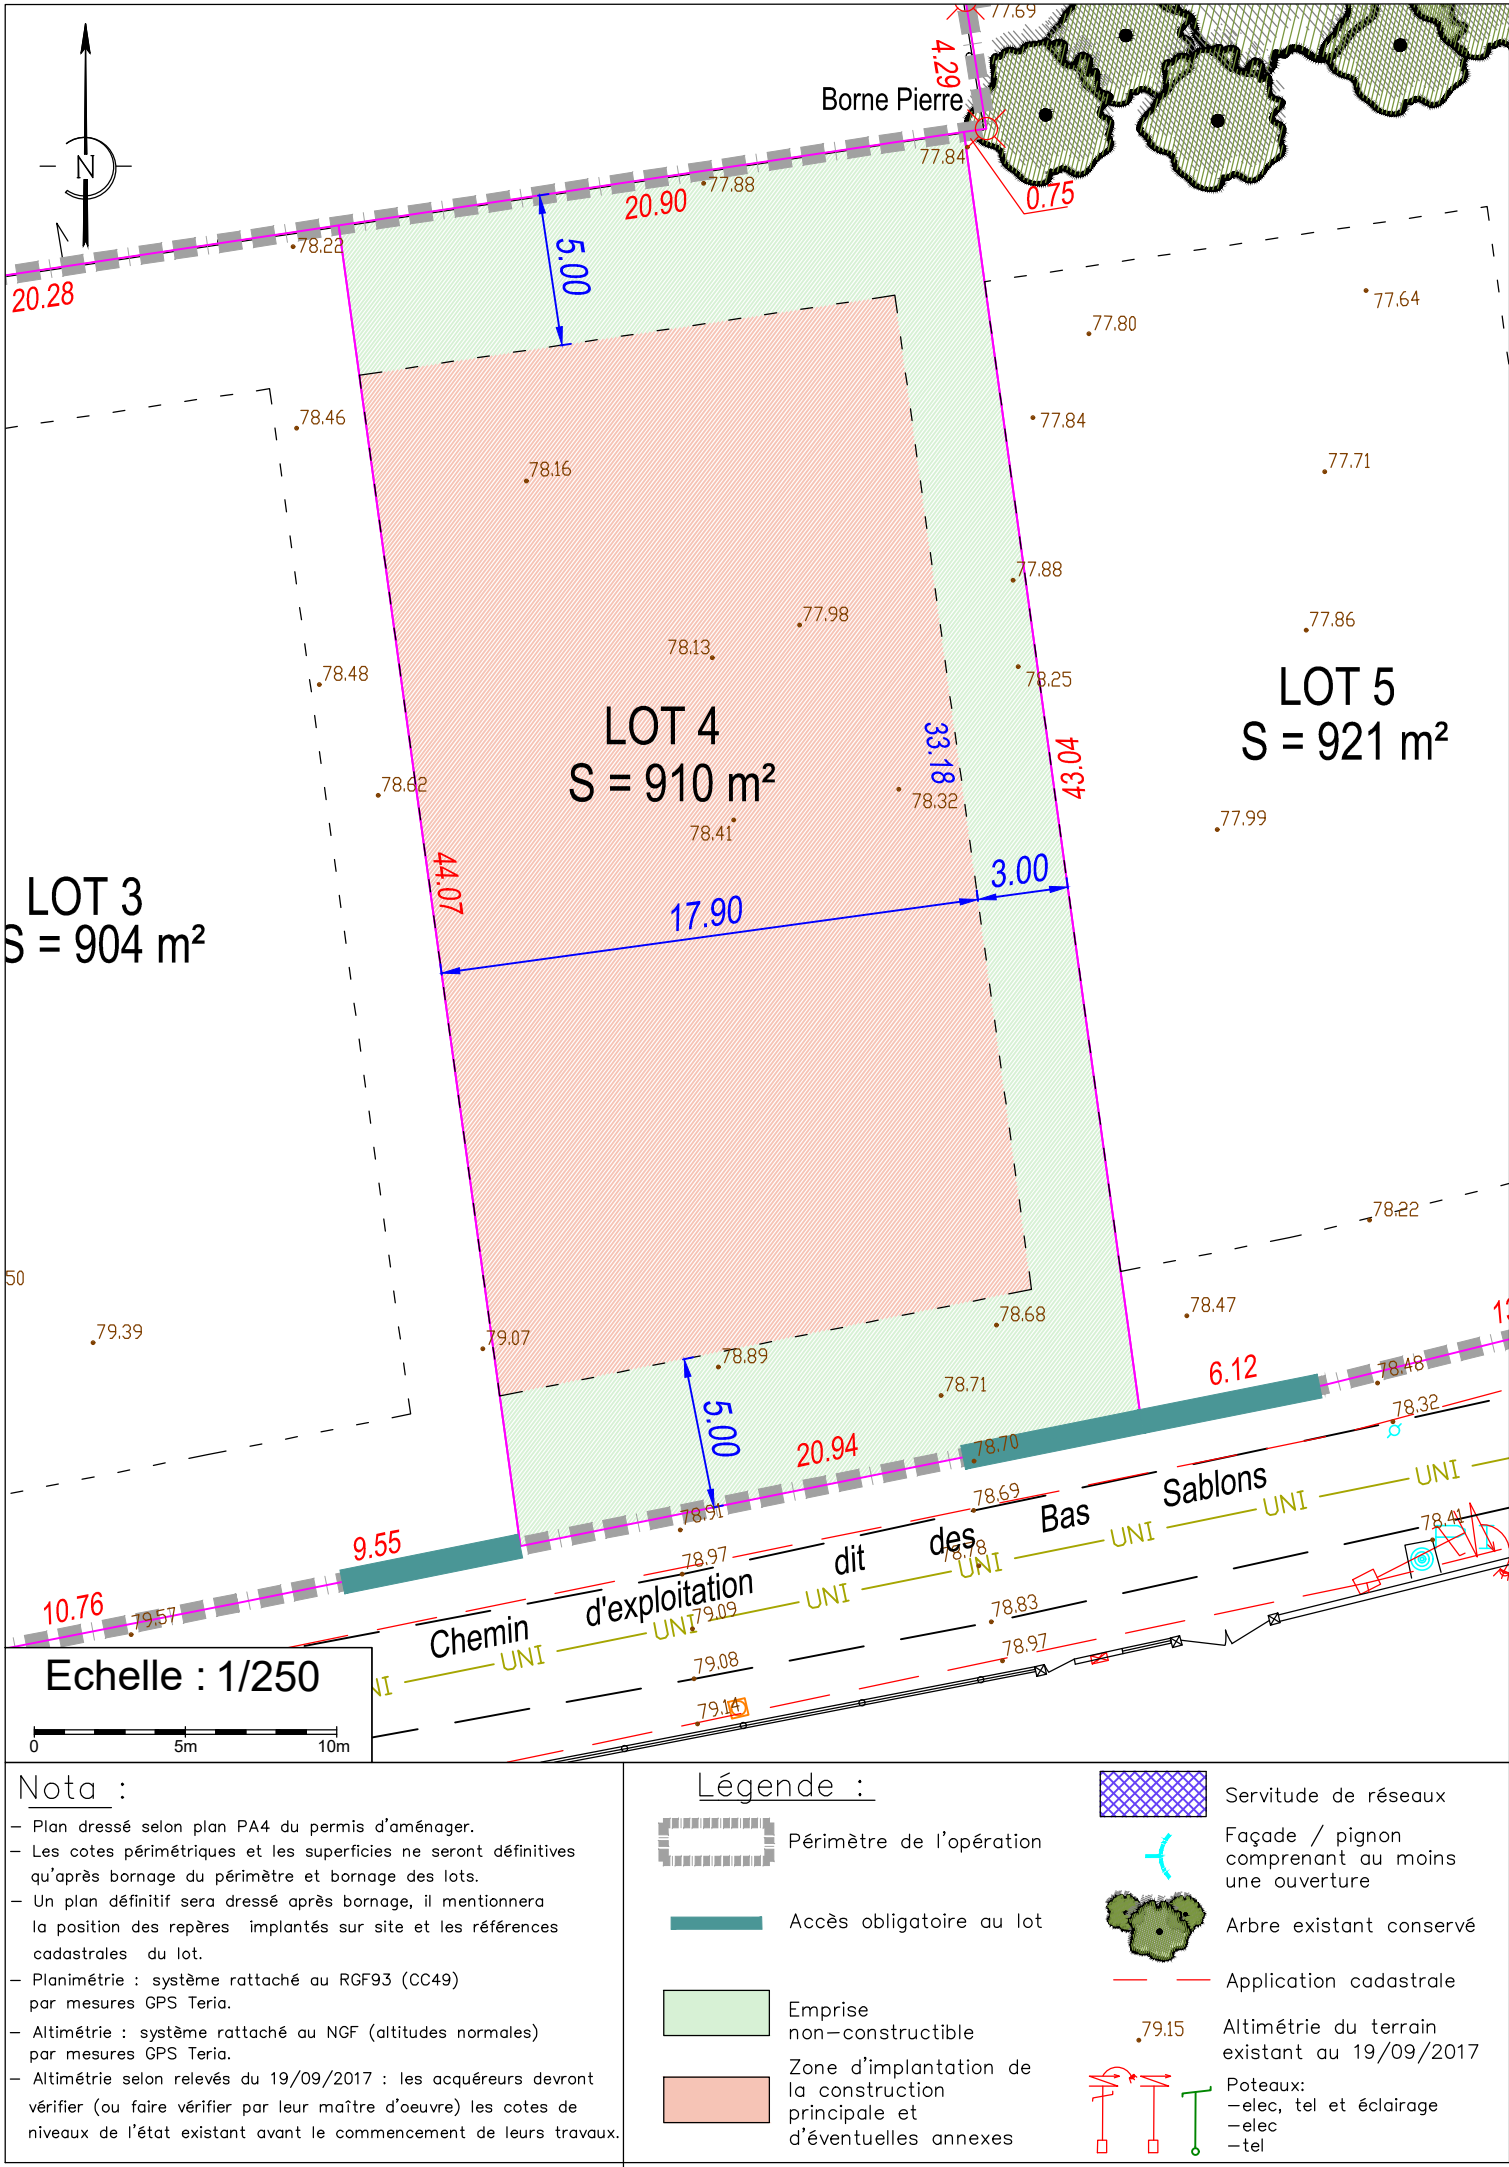 77.69
4.29
Borne Pierre
N
77.84
77.88
20.90
0.75
78.22
5.00
20.28
77.64
77.80
78.46
77.84
78.16
77.71
77.88
77.98
77.86
78.13
78.48
78.25
LOT 4
S = 910 m²
LOT 5
S = 921 m²
33.18
43.04
78.62
78.32
78.41
77.99
44.07
3.00
17.90
LOT 3
S = 904 m²
78.22
50
79.39
79.07
78.68
78.47
78.89
78.71
6.12
78.48
78.32
5.00
20.94
78.70
78.69
78.91
9.55
78.97
78.78
78.41
Chemin d'exploitation dit des Bas Sablons
UNI UNI UNI UNI UNI UNI UNI
10.76
79.57
79.09
78.83
78.97
79.08
79.14
Echelle : 1/250
0 5m 10m
Nota :
– Plan dressé selon plan PA4 du permis d'aménager.
– Les cotes périmétriques et les superficies ne seront définitives
qu'après bornage du périmètre et bornage des lots.
– Un plan définitif sera dressé après bornage, il mentionnera
la position des repères implantés sur site et les références
cadastrales du lot.
– Planimétrie : système rattaché au RGF93 (CC49)
par mesures GPS Teria.
– Altimétrie : système rattaché au NGF (altitudes normales)
par mesures GPS Teria.
– Altimétrie selon relevés du 19/09/2017 : les acquéreurs devront
vérifier (ou faire vérifier par leur maître d'oeuvre) les cotes de
niveaux de l'état existant avant le commencement de leurs travaux.
Légende :
Périmètre de l'opération
Accès obligatoire au lot
Emprise
non–constructible
Zone d'implantation de
la construction
principale et
d'éventuelles annexes
Servitude de réseaux
Façade / pignon
comprenant au moins
une ouverture
Arbre existant conservé
Application cadastrale
79.15
Altimétrie du terrain
existant au 19/09/2017
Poteaux:
–elec, tel et éclairage
–elec
–tel